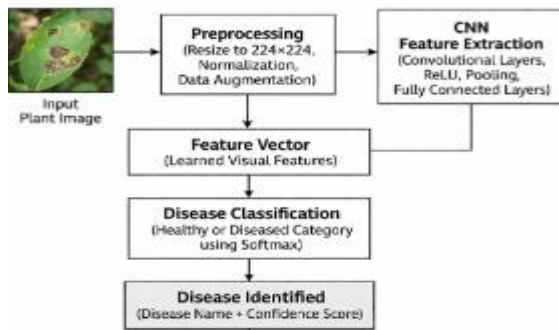 Preprocessing
(Resize to 224×224,
Normalization,
Data Augmentation)
CNN
Feature Extraction
(Convolutional Layers,
ReLU, Pooling,
Fully Connected Layers)
Input
Plant Image
Feature Vector
(Learned Visual Features)
Disease Classification
(Healthy or Diseased Category
using Softmax)
Disease Identified
(Disease Name + Confidence Score)